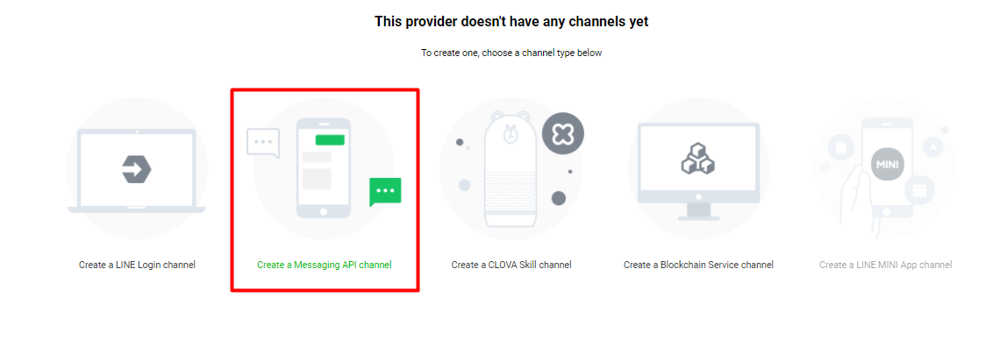 This provider doesn't have any channels yet
To create one, choose a channel type below
MINI
Create a LINE Login channel
Create a Messaging API channel
Create a CLOVA Skill channel
Create a Blockchain Service channel
Create a LINE MINI App channel